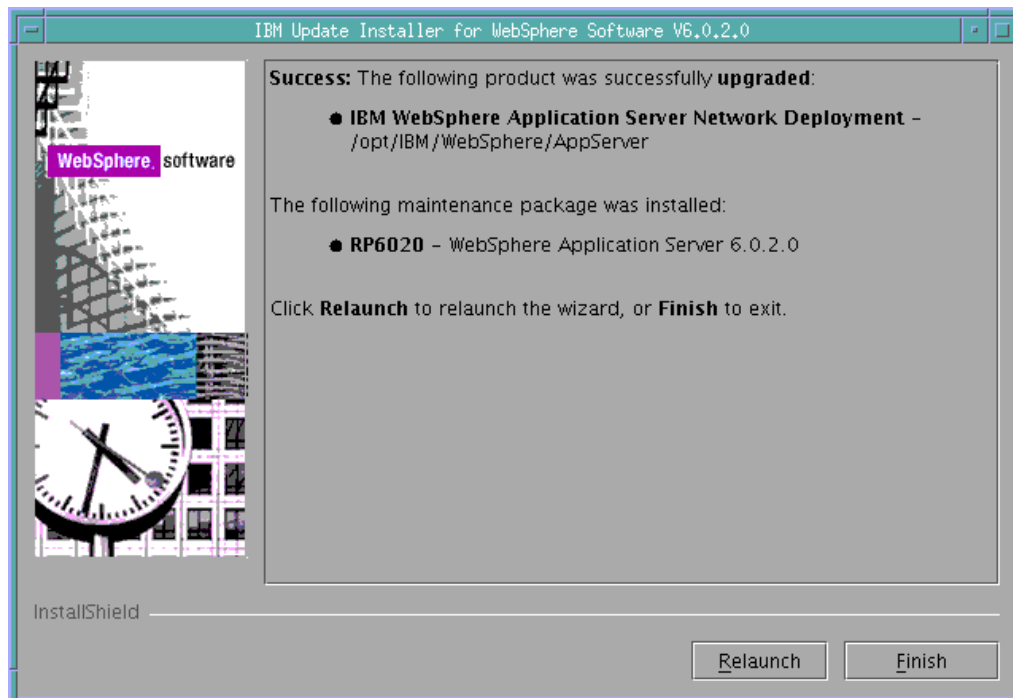 IBM Update Installer for WebSphere Software V6.0.2.0
WebSphere. software
Success: The following product was successfully upgraded:
● IBM WebSphere Application Server Network Deployment –
/opt/IBM/WebSphere/AppServer
The following maintenance package was installed:
● RP6020 – WebSphere Application Server 6.0.2.0
Click Relaunch to relaunch the wizard, or Finish to exit.
InstallShield
Relaunch
Finish